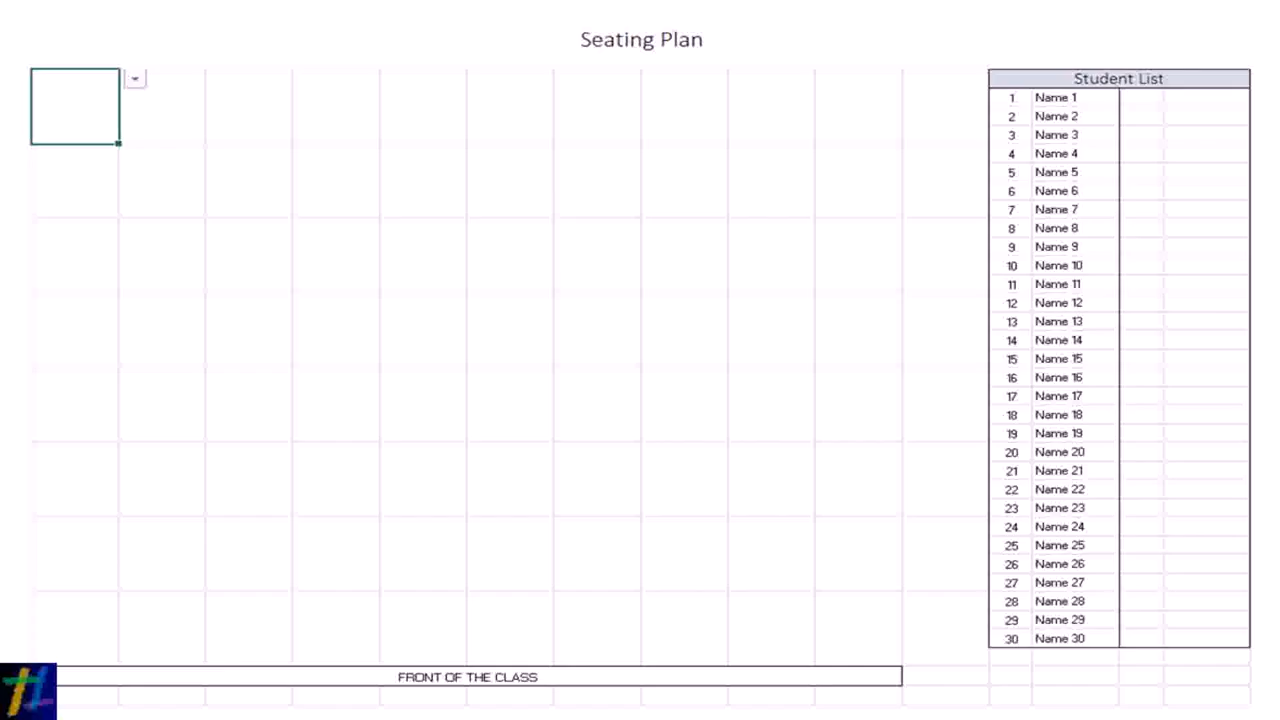 Seating Plan
Student List
1 Name 1
2 Name 2
3 Name 3
4 Name 4
5 Name 5
6 Name 6
7 Name 7
8 Name 8
9 Name 9
10 Name 10
11 Name 11
12 Name 12
13 Name 13
14 Name 14
15 Name 15
16 Name 16
17 Name 17
18 Name 18
19 Name 19
20 Name 20
21 Name 21
22 Name 22
23 Name 23
24 Name 24
25 Name 25
26 Name 26
27 Name 27
28 Name 28
29 Name 29
30 Name 30
FRONT OF THE CLASS